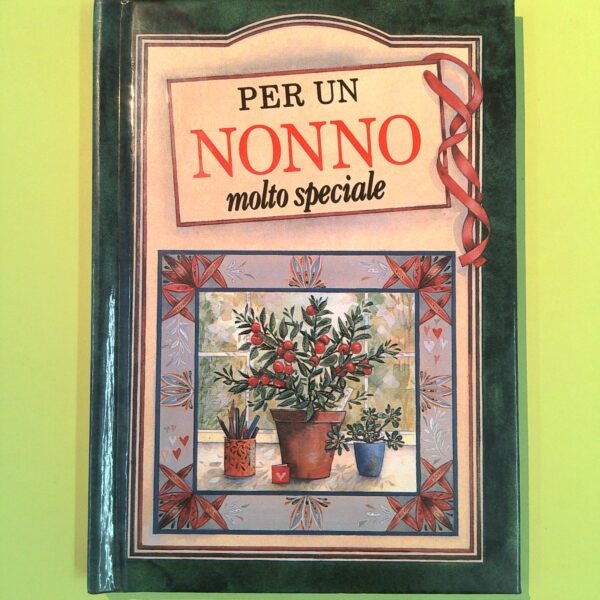 PER UN
NONNO
molto speciale